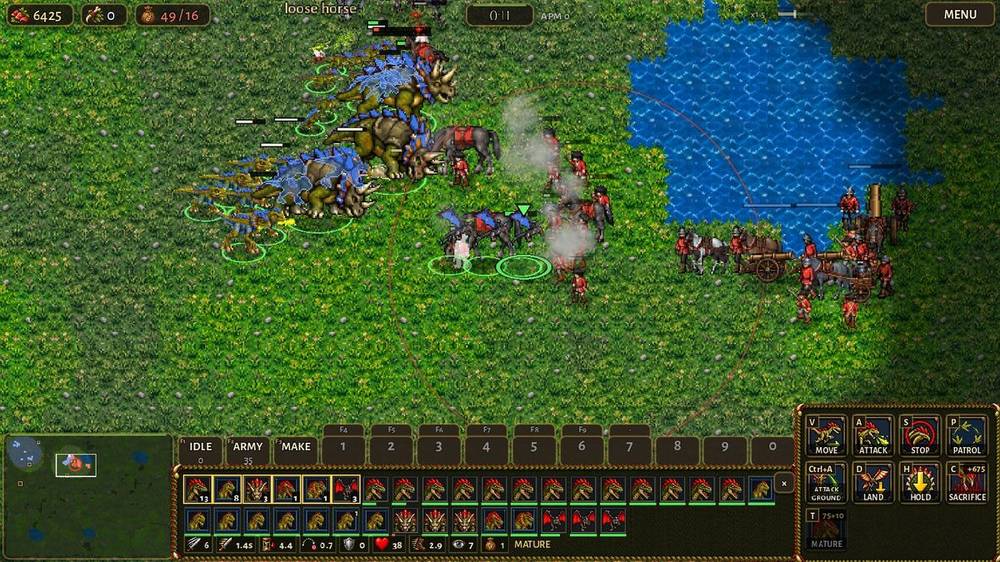 6425
0
49/16
loose horse
0:11
APM 0
MENU
F4
F5
F6
F7
F8
F9
IDLE
0
ARMY
35
MAKE
1
2
3
4
5
6
7
8
9
0
13
8
3
1
1
3
×
1
6
1.4s
4.4
0.7
0
38
2.9
7
1
MATURE
V
MOVE
A
ATTACK
S
STOP
P
PATROL
Ctrl+A
ATTACK GROUND
D
LAND
H
HOLD
C
+675
SACRIFICE
T
75+10
MATURE